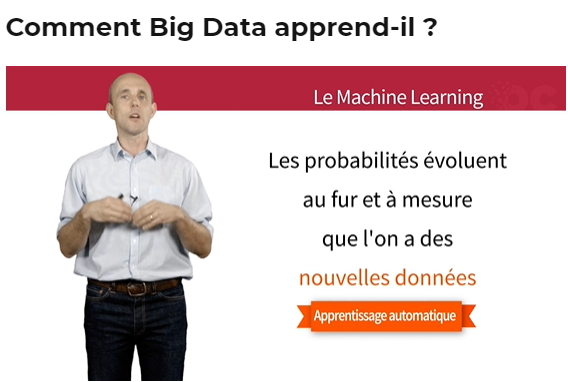 Comment Big Data apprend-il ?
Le Machine Learning
Les probabilités évoluent
au fur et à mesure
que l'on a des
nouvelles données
Apprentissage automatique